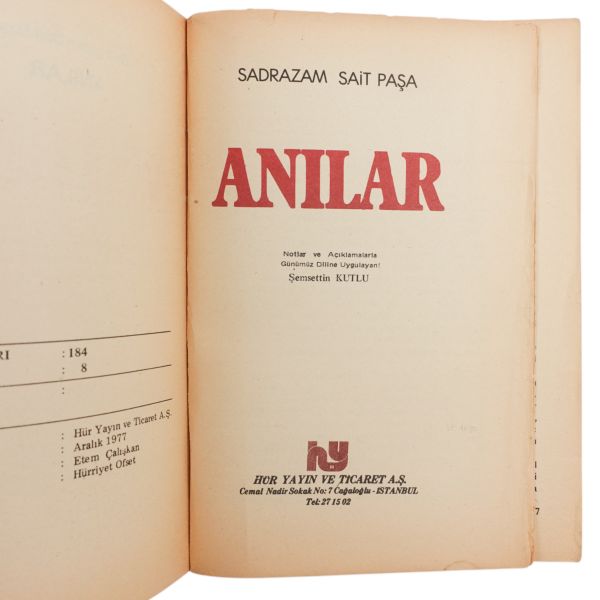 RI : 184
: 8
:
: Hür Yayın ve Ticaret A.Ş.
: Aralık 1977
: Etem Çalışkan
: Hürriyet Ofset
SADRAZAM SAİT PAŞA
ANILAR
Notlar ve Açıklamalarla
Günümüz Diline Uygulayan:
Şemsettin KUTLU
hy
HÜR YAYIN VE TİCARET A.Ş.
Cemal Nadir Sokak No: 7 Cağaloğlu - İSTANBUL
Tel: 27 15 02
7